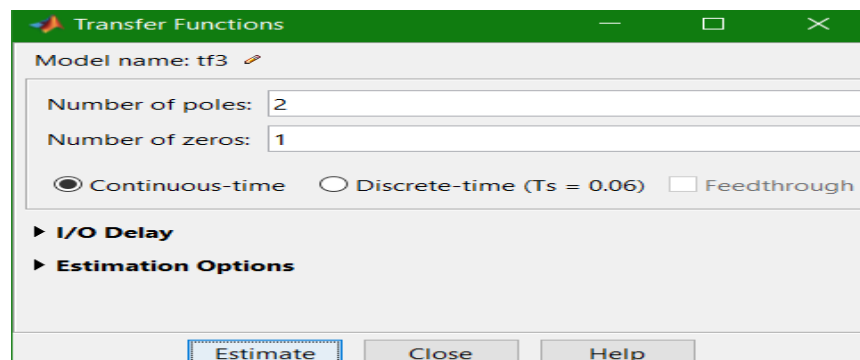 Transfer Functions
Model name: tf3
Number of poles: 2
Number of zeros: 1
Continuous-time Discrete-time (Ts = 0.06) Feedthrough
I/O Delay
Estimation Options
Estimate Close Help